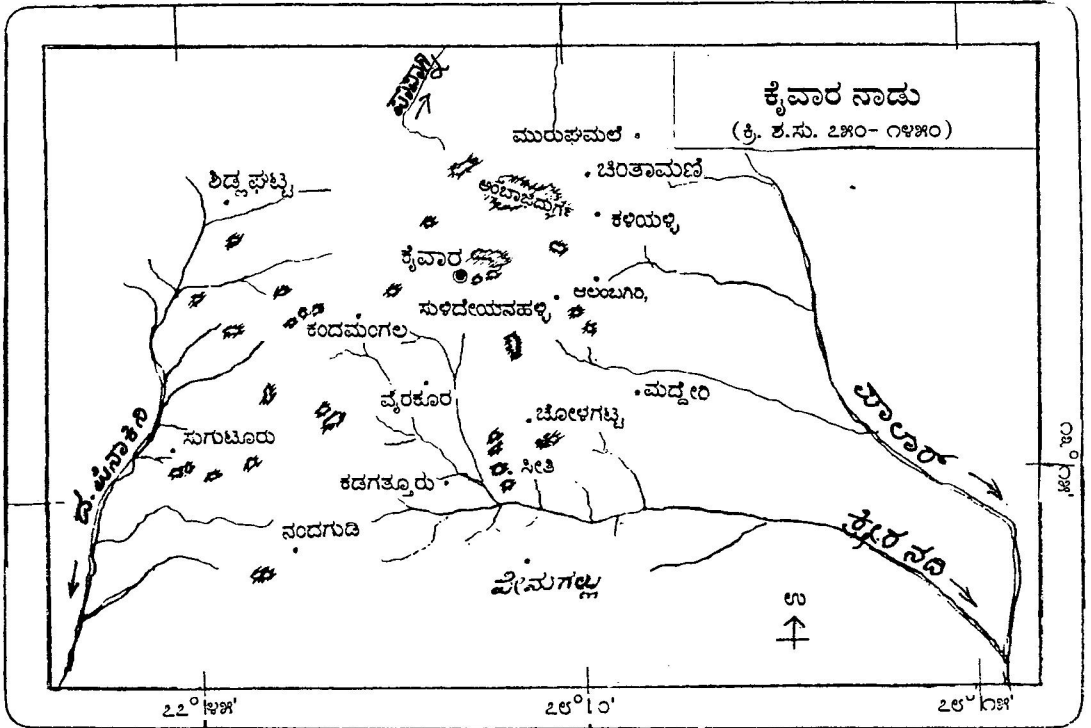 ಕೈವಾರ ನಾಡು
(ಕ್ರಿ. ಶ.ಸು. ೭೫೦- ೧೪೫೦)
ಪಾಪಾಗ್ನಿ
ಮುರುಘಮಲೆ
ಚಿಂತಾಮಣಿ
ಶಿಡ್ಲಘಟ್ಟ
ಅಂಬಾಜಿದುರ್ಗ
ಕಳಿಯಳ್ಳಿ
ಕೈವಾರ
ಆಲಂಬಗಿರಿ,
ಸುಳಿದೇಯನಹಳ್ಳಿ
ಕಂದಮಂಗಲ
ಮದ್ದೇರಿ
ವೈರಕೂರ
ಚೋಳಗಟ್ಟ
ಪಾಲಾರ್
ಸುಗುಟೂರು
ದ. ಪಿನಾಕಿನಿ
ಸೀತಿ
ಕಡಗತ್ತೂರು
ನಂದಗುಡಿ
ಕ್ಷೀರ ನದಿ
ವೇಮಗಲ್ಲು
ಉ